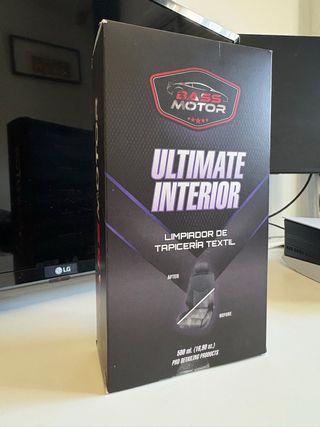 BASS
MOTOR
ULTIMATE
INTERIOR
LIMPIADOR DE
TAPICERÍA TEXTIL
AFTER
BEFORE
500 ml. (16,90 oz.)
PRO DETAILING PRODUCTS
LG